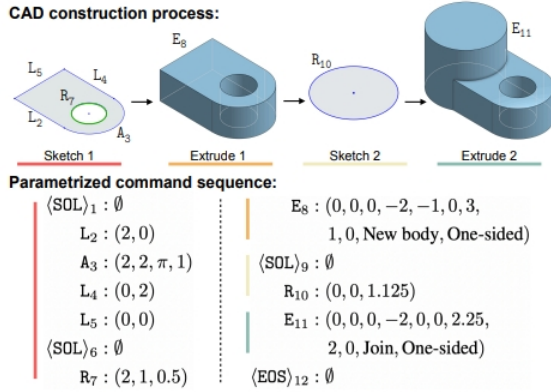 CAD construction process:
E₈
L₅
L₄
R₇
L₂
A₃
R₁₀
E₁₁
Sketch 1
Extrude 1
Sketch 2
Extrude 2
Parametrized command sequence:
⟨SOL⟩₁ : ∅
L₂ : (2, 0)
A₃ : (2, 2, π, 1)
L₄ : (0, 2)
L₅ : (0, 0)
⟨SOL⟩₆ : ∅
R₇ : (2, 1, 0.5)
E₈ : (0, 0, 0, −2, −1, 0, 3,
1, 0, New body, One-sided)
⟨SOL⟩₉ : ∅
R₁₀ : (0, 0, 1.125)
E₁₁ : (0, 0, 0, −2, 0, 0, 2.25,
2, 0, Join, One-sided)
⟨EOS⟩₁₂ : ∅